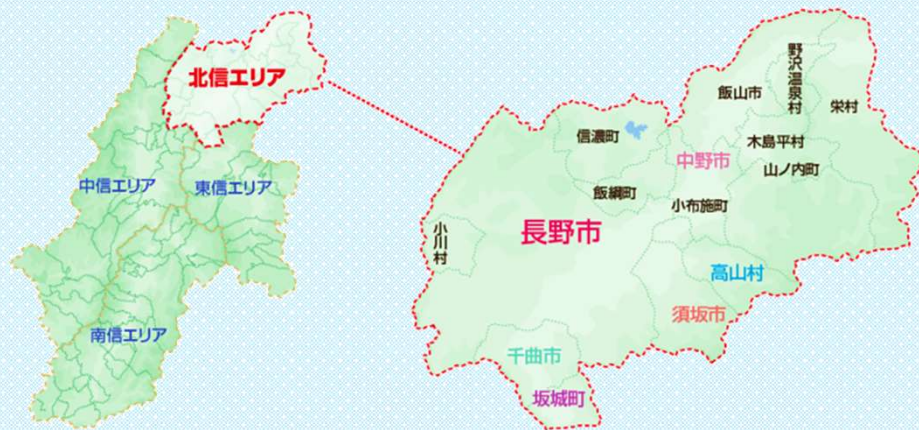 北信エリア
中信エリア
東信エリア
南信エリア
野沢温泉村
飯山市
栄村
信濃町
木島平村
中野市
山ノ内町
飯綱町
小布施町
長野市
小川村
高山村
須坂市
千曲市
坂城町